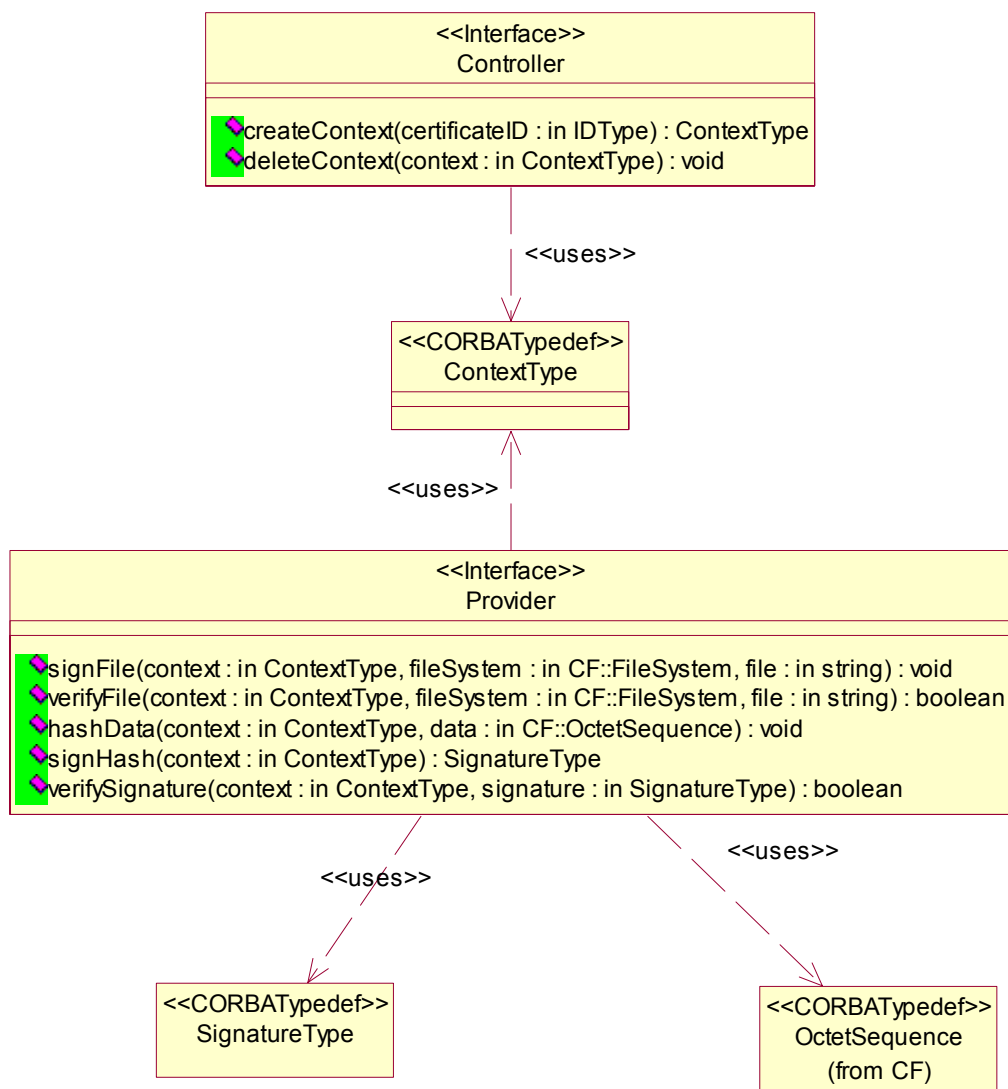 <<Interface>>
Controller
createContext(certificateID : in IDType) : ContextType
deleteContext(context : in ContextType) : void
<<uses>>
<<CORBATypedef>>
ContextType
<<uses>>
<<Interface>>
Provider
signFile(context : in ContextType, fileSystem : in CF::FileSystem, file : in string) : void
verifyFile(context : in ContextType, fileSystem : in CF::FileSystem, file : in string) : boolean
hashData(context : in ContextType, data : in CF::OctetSequence) : void
signHash(context : in ContextType) : SignatureType
verifySignature(context : in ContextType, signature : in SignatureType) : boolean
<<uses>>
<<uses>>
<<CORBATypedef>>
SignatureType
<<CORBATypedef>>
OctetSequence
(from CF)